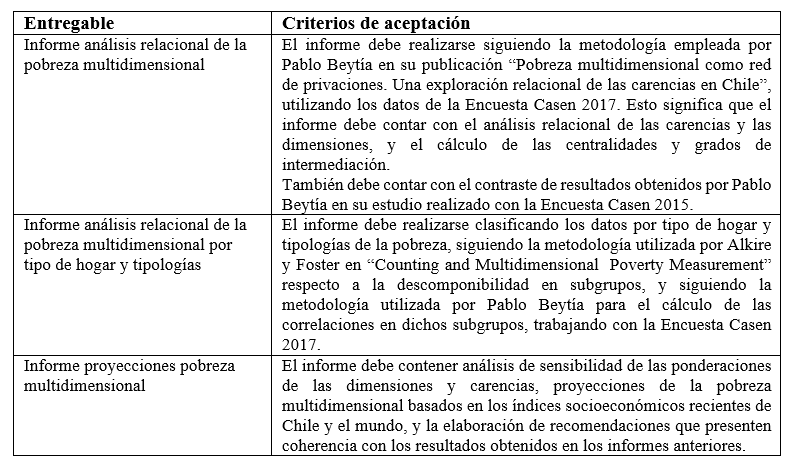 Entregable
Criterios de aceptación
Informe análisis relacional de la
pobreza multidimensional
El informe debe realizarse siguiendo la metodología empleada por
Pablo Beytía en su publicación “Pobreza multidimensional como red
de privaciones. Una exploración relacional de las carencias en Chile”,
utilizando los datos de la Encuesta Casen 2017. Esto significa que el
informe debe contar con el análisis relacional de las carencias y las
dimensiones, y el cálculo de las centralidades y grados de
intermediación.
También debe contar con el contraste de resultados obtenidos por Pablo
Beytía en su estudio realizado con la Encuesta Casen 2015.
Informe análisis relacional de la
pobreza multidimensional por
tipo de hogar y tipologías
El informe debe realizarse clasificando los datos por tipo de hogar y
tipologías de la pobreza, siguiendo la metodología utilizada por Alkire
y Foster en “Counting and Multidimensional Poverty Measurement”
respecto a la descomponibilidad en subgrupos, y siguiendo la
metodología utilizada por Pablo Beytía para el cálculo de las
correlaciones en dichos subgrupos, trabajando con la Encuesta Casen
2017.
Informe proyecciones pobreza
multidimensional
El informe debe contener análisis de sensibilidad de las ponderaciones
de las dimensiones y carencias, proyecciones de la pobreza
multidimensional basados en los índices socioeconómicos recientes de
Chile y el mundo, y la elaboración de recomendaciones que presenten
coherencia con los resultados obtenidos en los informes anteriores.